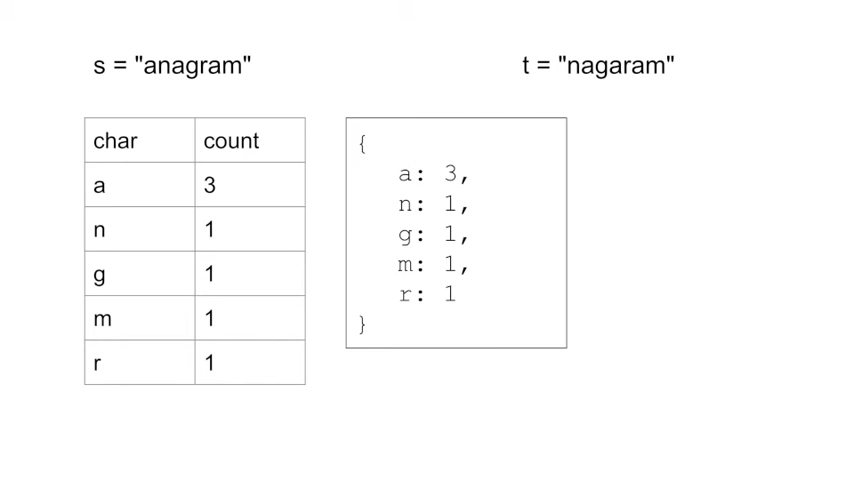 s = "anagram"
t = "nagaram"
char count
a 3
n 1
g 1
m 1
r 1
{
a: 3,
n: 1,
g: 1,
m: 1,
r: 1
}